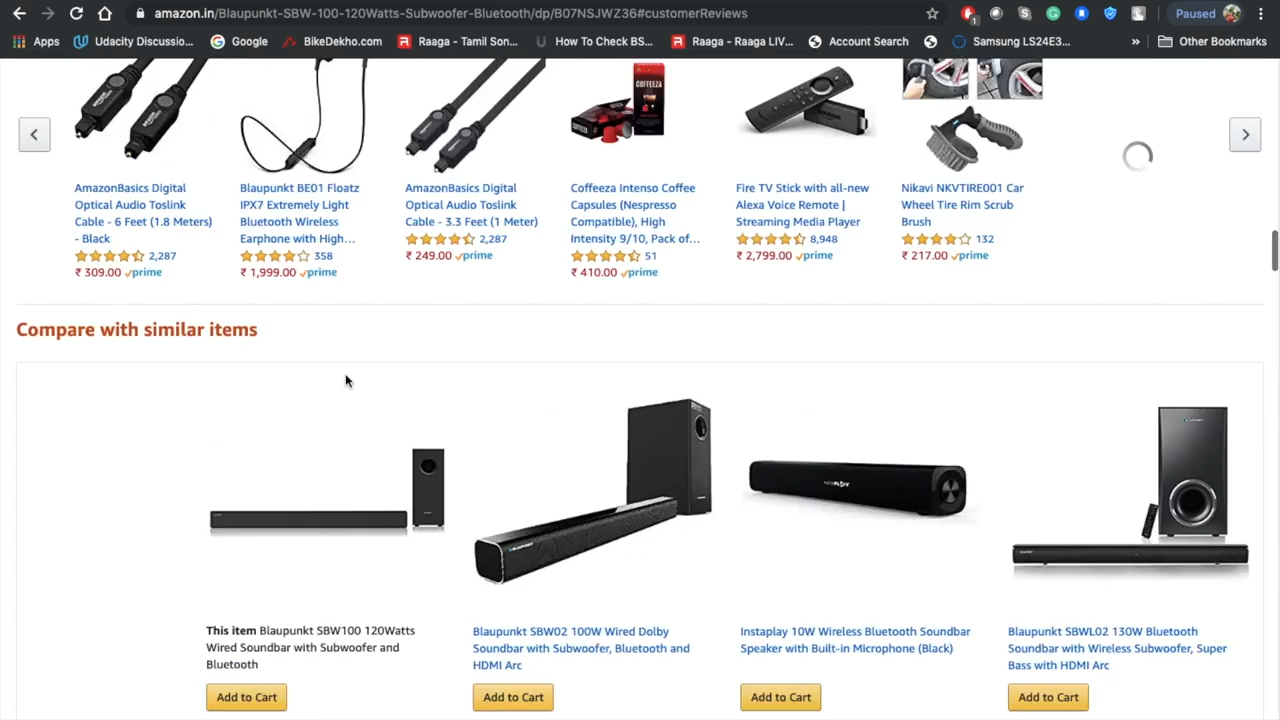 amazon.in/Blaupunkt-SBW-100-120Watts-Subwoofer-Bluetooth/dp/B07NSJWZ36#customerReviews
1
Paused
Apps
Udacity Discussio...
Google
BikeDekho.com
Raaga - Tamil Son...
How To Check BS...
Raaga - Raaga LIV...
Account Search
Samsung LS24E3...
»
Other Bookmarks
COFFEEZA
AmazonBasics Digital
Optical Audio Toslink
Cable - 6 Feet (1.8 Meters)
- Black
2,287
₹ 309.00 prime
Blaupunkt BE01 Floatz
IPX7 Extremely Light
Bluetooth Wireless
Earphone with High...
358
₹ 1,999.00 prime
AmazonBasics Digital
Optical Audio Toslink
Cable - 3.3 Feet (1 Meter)
2,287
₹ 249.00 prime
Coffeeza Intenso Coffee
Capsules (Nespresso
Compatible), High
Intensity 9/10, Pack of...
51
₹ 410.00 prime
Fire TV Stick with all-new
Alexa Voice Remote |
Streaming Media Player
8,948
₹ 2,799.00 prime
Nikavi NKVTIRE001 Car
Wheel Tire Rim Scrub
Brush
132
₹ 217.00 prime
Compare with similar items
This item Blaupunkt SBW100 120Watts
Wired Soundbar with Subwoofer and
Bluetooth
Add to Cart
BLAUPUNKT
Blaupunkt SBW02 100W Wired Dolby
Soundbar with Subwoofer, Bluetooth and
HDMI Arc
Add to Cart
INSTAPLAY
Instaplay 10W Wireless Bluetooth Soundbar
Speaker with Built-in Microphone (Black)
Add to Cart
BLAUPUNKT
Blaupunkt SBWL02 130W Bluetooth
Soundbar with Wireless Subwoofer, Super
Bass with HDMI Arc
Add to Cart